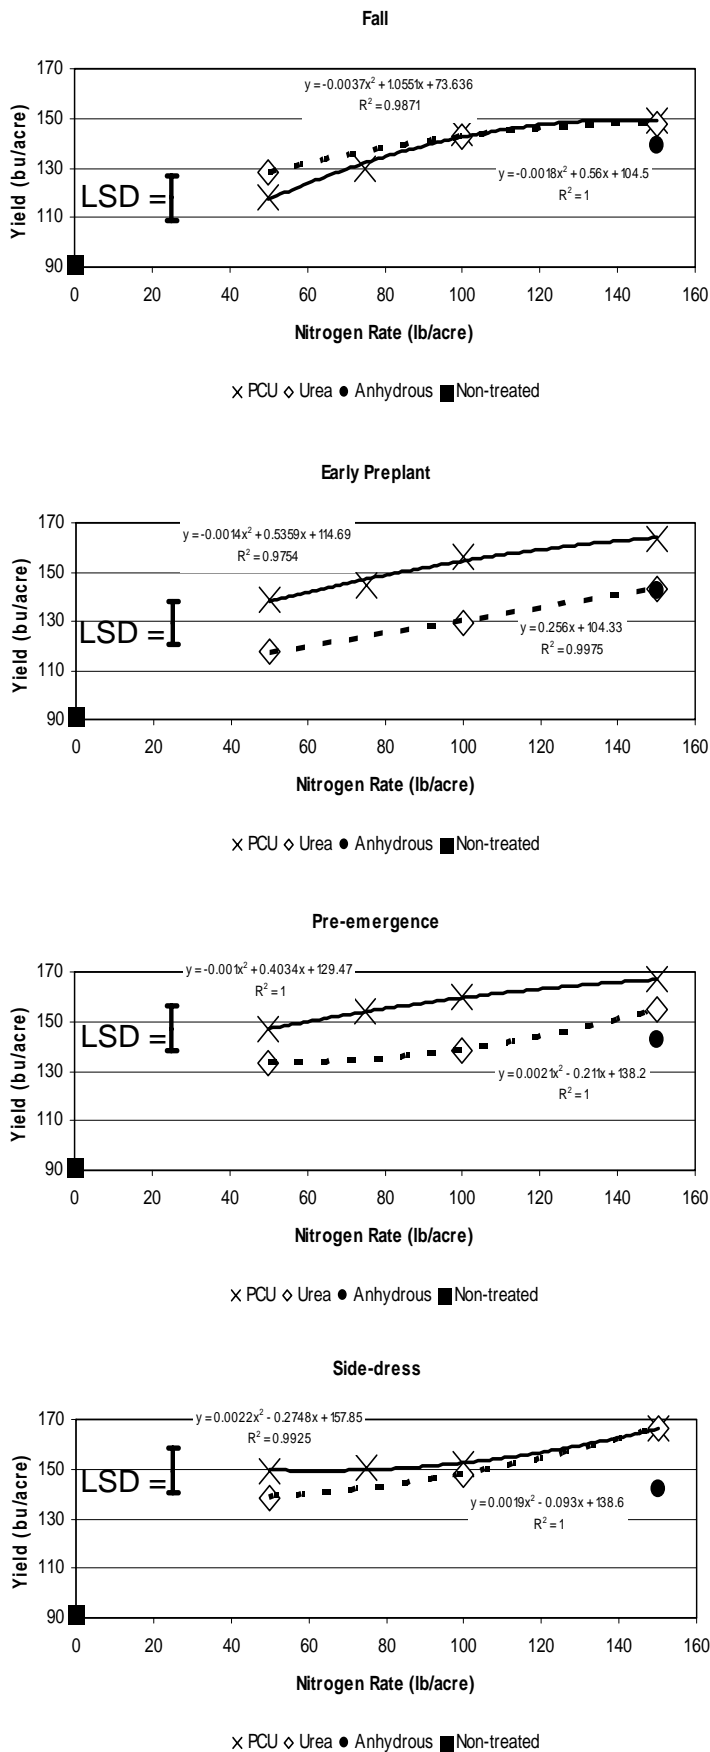 Fall
170
y = -0.0037x² + 1.0551x + 73.636
R² = 0.9871
150
130
y = -0.0018x² + 0.56x + 104.5
R² = 1
LSD =
110
90
Yield (bu/acre)
0 20 40 60 80 100 120 140 160
Nitrogen Rate (lb/acre)
PCU Urea Anhydrous Non-treated
Early Preplant
170
y = -0.0014x² + 0.5359x + 114.69
R² = 0.9754
150
130
LSD =
y = 0.256x + 104.33
R² = 0.9975
110
90
Yield (bu/acre)
0 20 40 60 80 100 120 140 160
Nitrogen Rate (lb/acre)
PCU Urea Anhydrous Non-treated
Pre-emergence
170
y = -0.001x² + 0.4034x + 129.47
R² = 1
150
LSD =
130
y = 0.0021x² - 0.211x + 138.2
R² = 1
110
90
Yield (bu/acre)
0 20 40 60 80 100 120 140 160
Nitrogen Rate (lb/acre)
PCU Urea Anhydrous Non-treated
Side-dress
170
y = 0.0022x² - 0.2748x + 157.85
R² = 0.9925
150
LSD =
130
y = 0.0019x² - 0.093x + 138.6
R² = 1
110
90
Yield (bu/acre)
0 20 40 60 80 100 120 140 160
Nitrogen Rate (lb/acre)
PCU Urea Anhydrous Non-treated